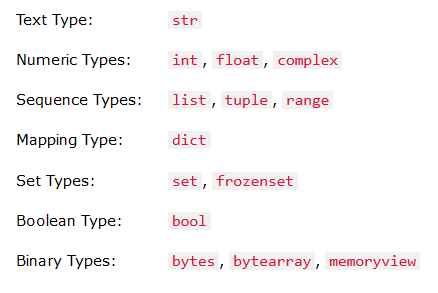 Text Type: str
Numeric Types: int, float, complex
Sequence Types: list, tuple, range
Mapping Type: dict
Set Types: set, frozenset
Boolean Type: bool
Binary Types: bytes, bytearray, memoryview